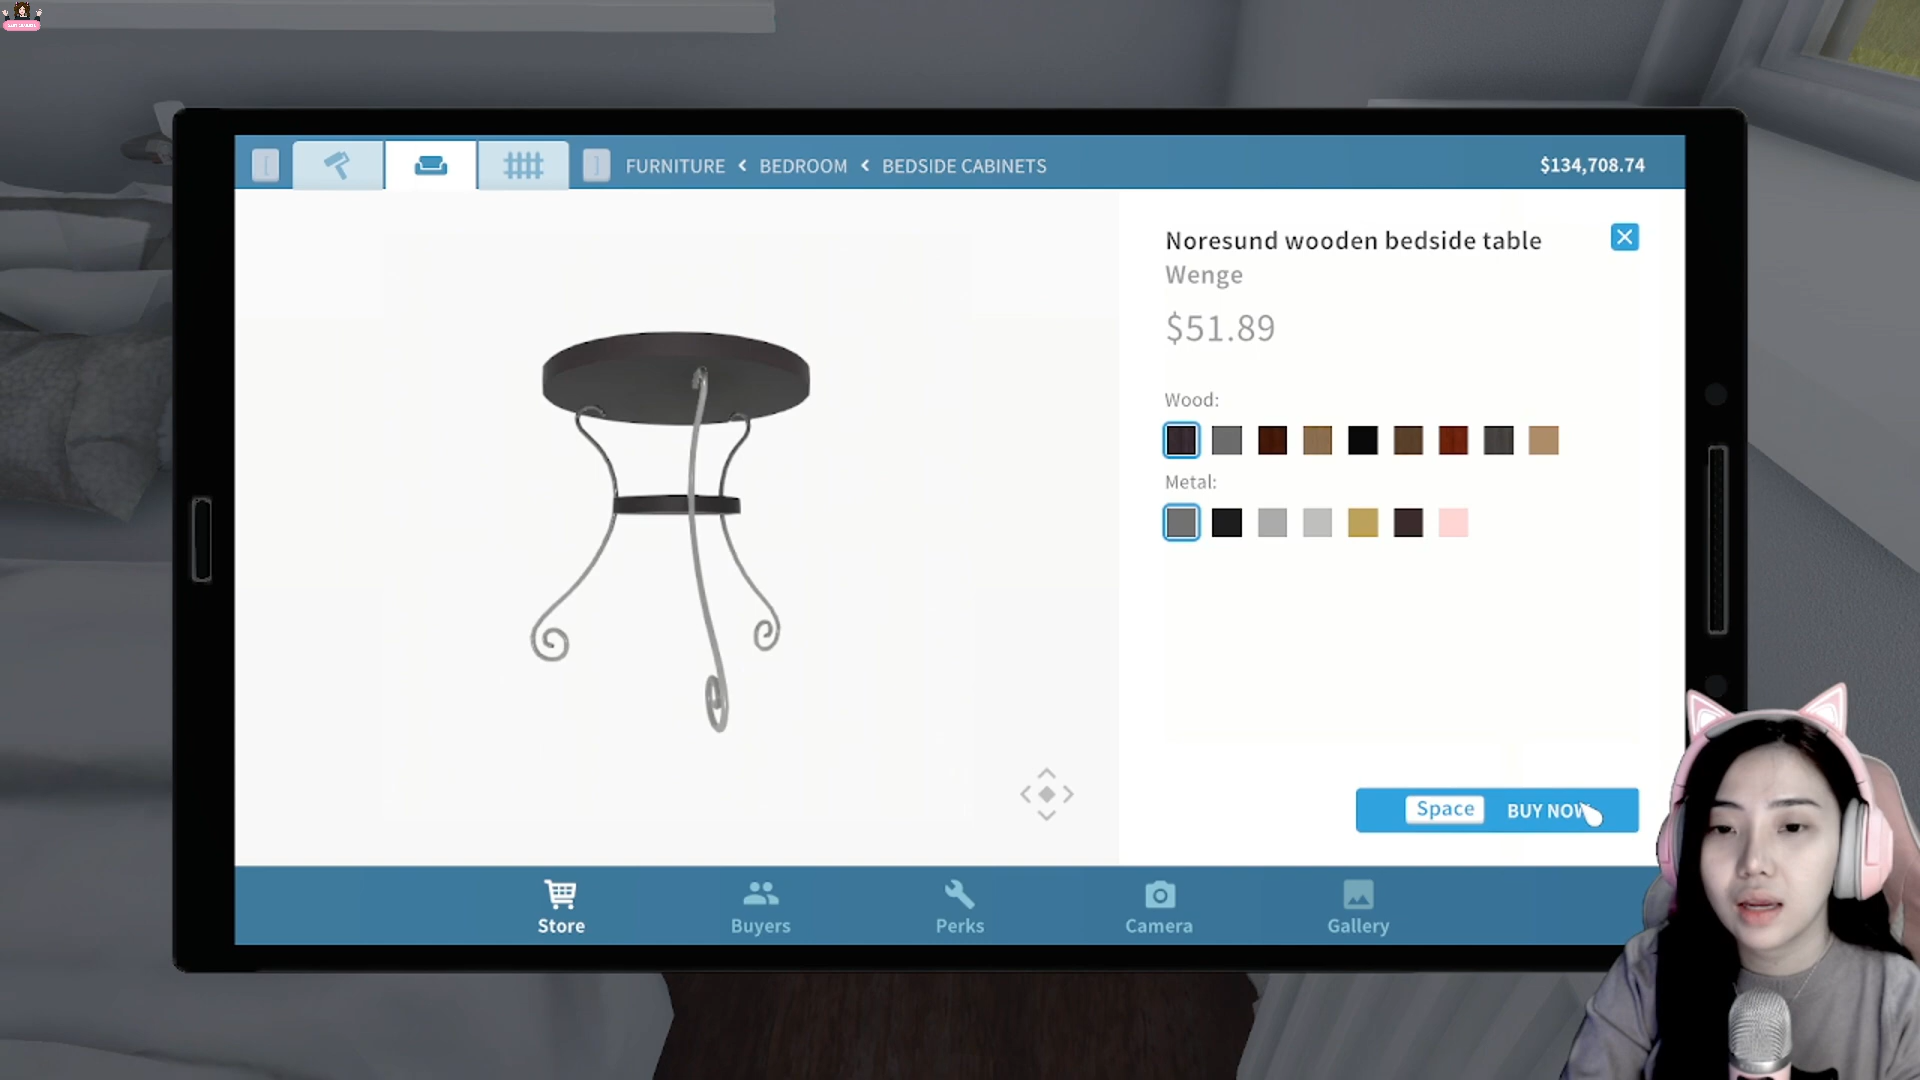 [
]
FURNITURE < BEDROOM < BEDSIDE CABINETS
$134,708.74
Noresund wooden bedside table
Wenge
$51.89
Wood:
Metal:
Space BUY NOW
Store
Buyers
Perks
Camera
Gallery